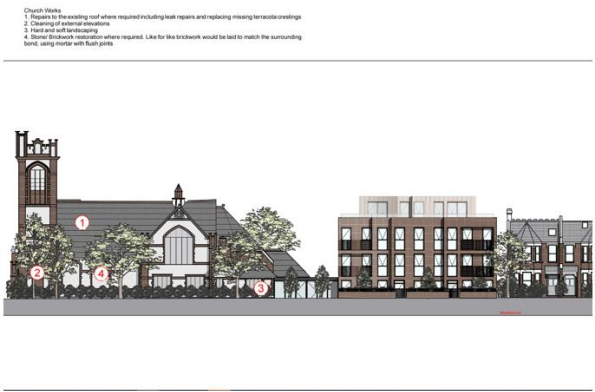 Church Works
1. Repairs to the existing roof where required including leak repairs and replacing missing terracota crestings
2. Cleaning of external elevations
3. Hard and soft landscaping
4. Stone/ Brickwork restoration where required. Like for like brickwork would be laid to match the surrounding
bond, using mortar with flush joints
1
2
4
3